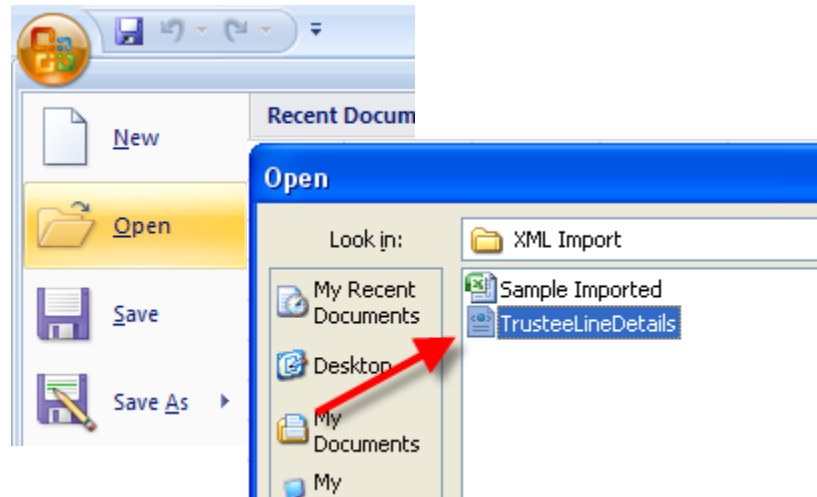 Recent Docum
New
Open
Save
Save As
Open
Look in:
XML Import
My Recent
Documents
Desktop
My
Documents
My
Sample Imported
TrusteeLineDetails